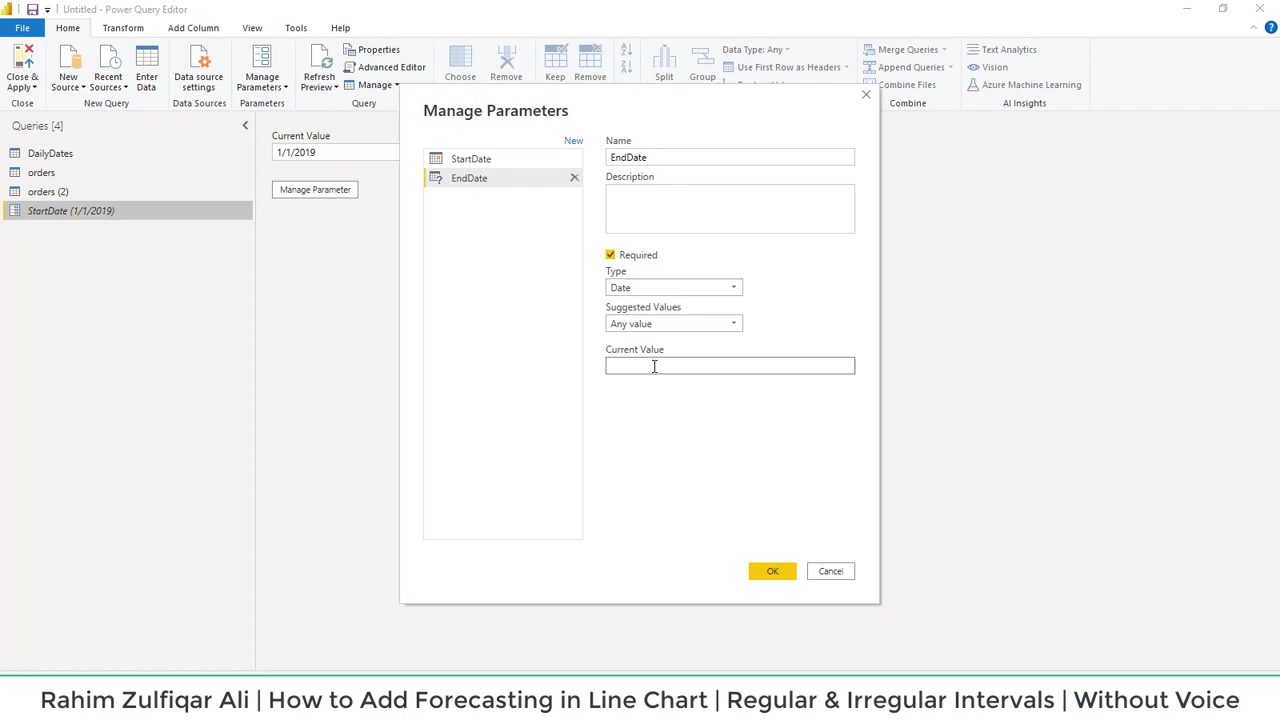 Untitled - Power Query Editor
File
Home
Transform
Add Column
View
Tools
Help
Close &
Apply
Close
New
Source
Recent
Sources
Enter
Data
New Query
Data source
settings
Data Sources
Manage
Parameters
Parameters
Refresh
Preview
Properties
Advanced Editor
Manage
Query
Choose
Remove
Keep
Remove
Split
Group
Data Type: Any
Use First Row as Headers
Merge Queries
Append Queries
Combine Files
Combine
Text Analytics
Vision
Azure Machine Learning
AI Insights
Queries [4]
DailyDates
orders
orders (2)
StartDate (1/1/2019)
Current Value
1/1/2019
Manage Parameter
Manage Parameters
New
StartDate
EndDate
Name
EndDate
Description
Required
Type
Date
Suggested Values
Any value
Current Value
OK
Cancel
Rahim Zulfiqar Ali | How to Add Forecasting in Line Chart | Regular & Irregular Intervals | Without Voice